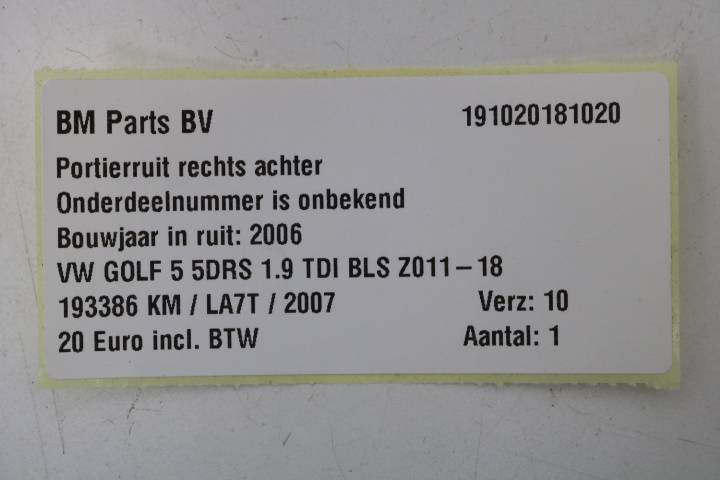 BM Parts BV 191020181020
Portierruit rechts achter
Onderdeelnummer is onbekend
Bouwjaar in ruit: 2006
VW GOLF 5 5DRS 1.9 TDI BLS Z011-18
193386 KM / LA7T / 2007 Verz: 10
20 Euro incl. BTW Aantal: 1